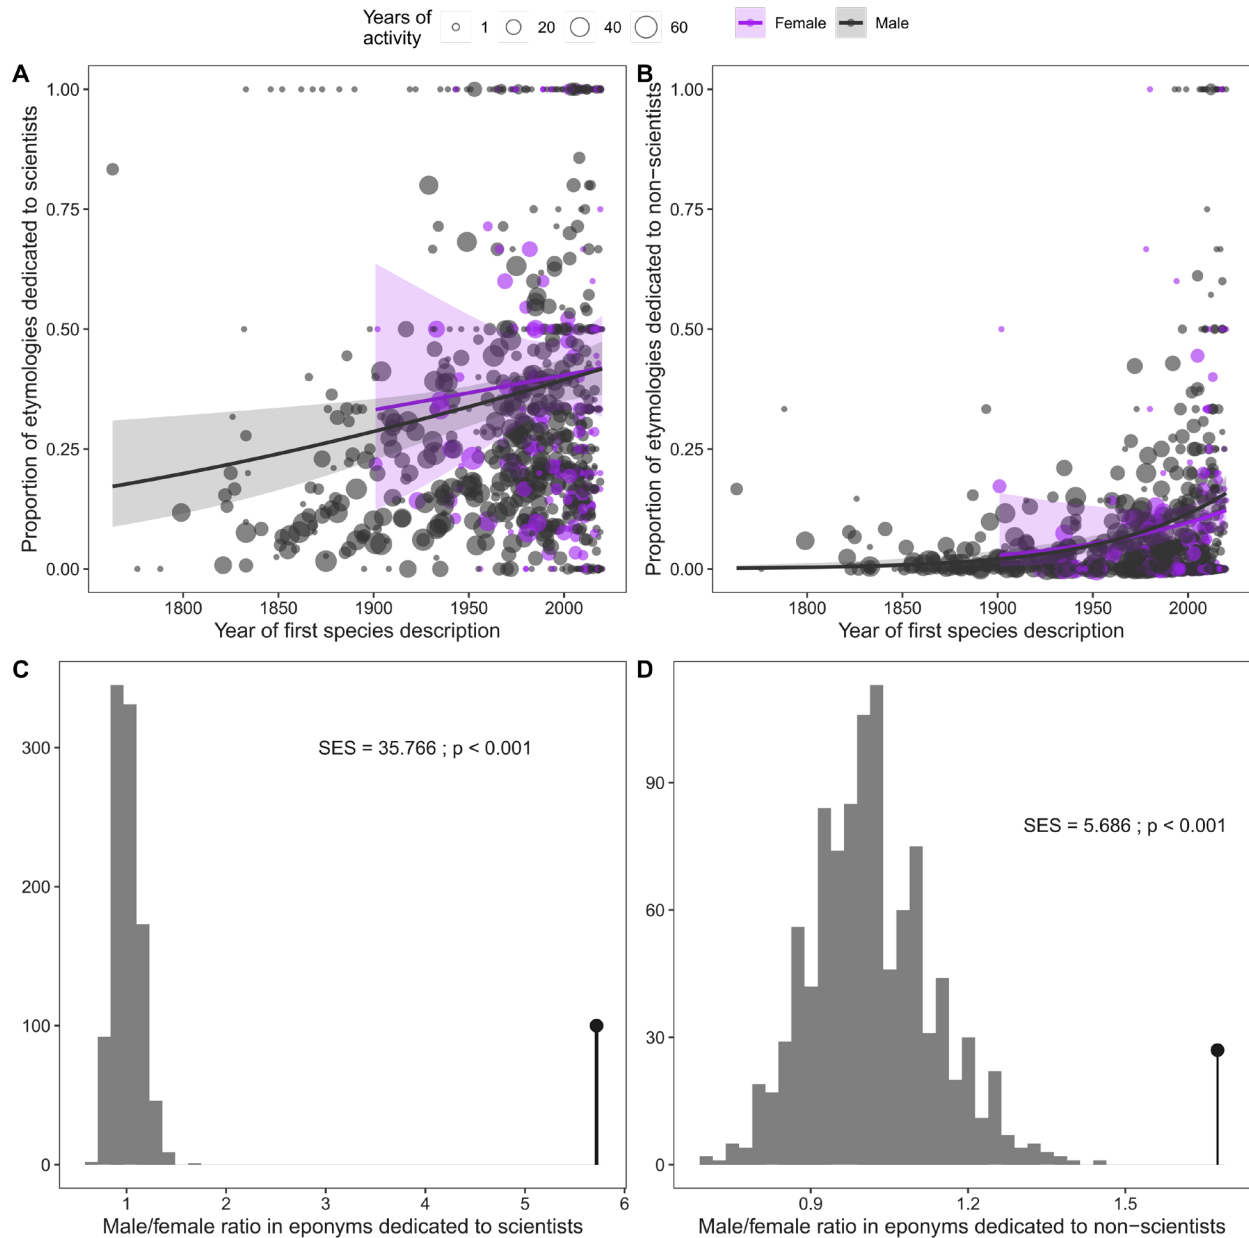 Years of
activity
1
20
40
60
Female
Male
A
1.00
0.75
0.50
0.25
0.00
Proportion of etymologies dedicated to scientists
1800
1850
1900
1950
2000
Year of first species description
B
1.00
0.75
0.50
0.25
0.00
Proportion of etymologies dedicated to non−scientists
1800
1850
1900
1950
2000
Year of first species description
C
SES = 35.766 ; p < 0.001
300
200
100
0
1
2
3
4
5
6
Male/female ratio in eponyms dedicated to scientists
D
SES = 5.686 ; p < 0.001
90
60
30
0
0.9
1.2
1.5
Male/female ratio in eponyms dedicated to non−scientists